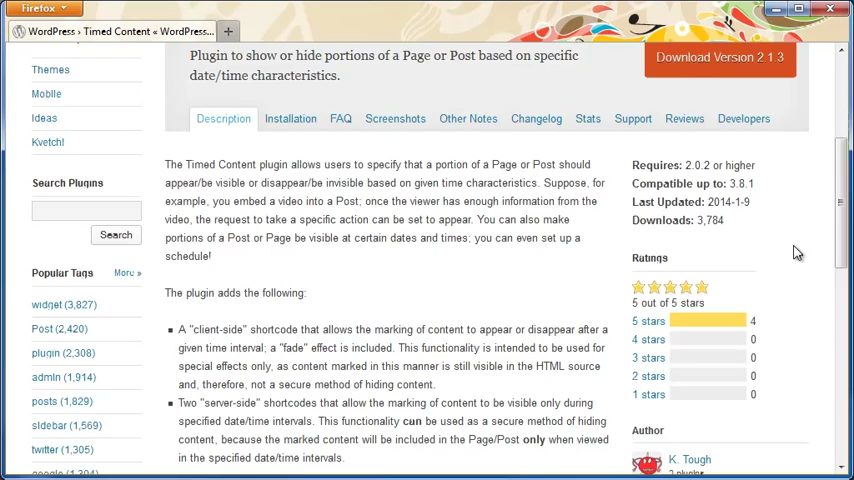 Firefox
WordPress › Timed Content « WordPress...
Plugin to show or hide portions of a Page or Post based on specific
date/time characteristics.
Download Version 2.1.3
Themes
Mobile
Ideas
Kvetch!
Search Plugins
Search
Popular Tags More »
widget (3,827)
Post (2,420)
plugin (2,308)
admin (1,914)
posts (1,829)
sidebar (1,569)
twitter (1,305)
google (1,304)
Description Installation FAQ Screenshots Other Notes Changelog Stats Support Reviews Developers
The Timed Content plugin allows users to specify that a portion of a Page or Post should
appear/be visible or disappear/be invisible based on given time characteristics. Suppose, for
example, you embed a video into a Post; once the viewer has enough information from the
video, the request to take a specific action can be set to appear. You can also make
portions of a Post or Page be visible at certain dates and times; you can even set up a
schedule!
The plugin adds the following:
A "client-side" shortcode that allows the marking of content to appear or disappear after a
given time interval; a "fade" effect is included. This functionality is intended to be used for
special effects only, as content marked in this manner is still visible in the HTML source
and, therefore, not a secure method of hiding content.
Two "server-side" shortcodes that allow the marking of content to be visible only during
specified date/time intervals. This functionality can be used as a secure method of hiding
content, because the marked content will be included in the Page/Post only when viewed
in the specified date/time intervals.
Requires: 2.0.2 or higher
Compatible up to: 3.8.1
Last Updated: 2014-1-9
Downloads: 3,784
Ratings
5 out of 5 stars
5 stars 4
4 stars 0
3 stars 0
2 stars 0
1 stars 0
Author
K. Tough
2 plugins